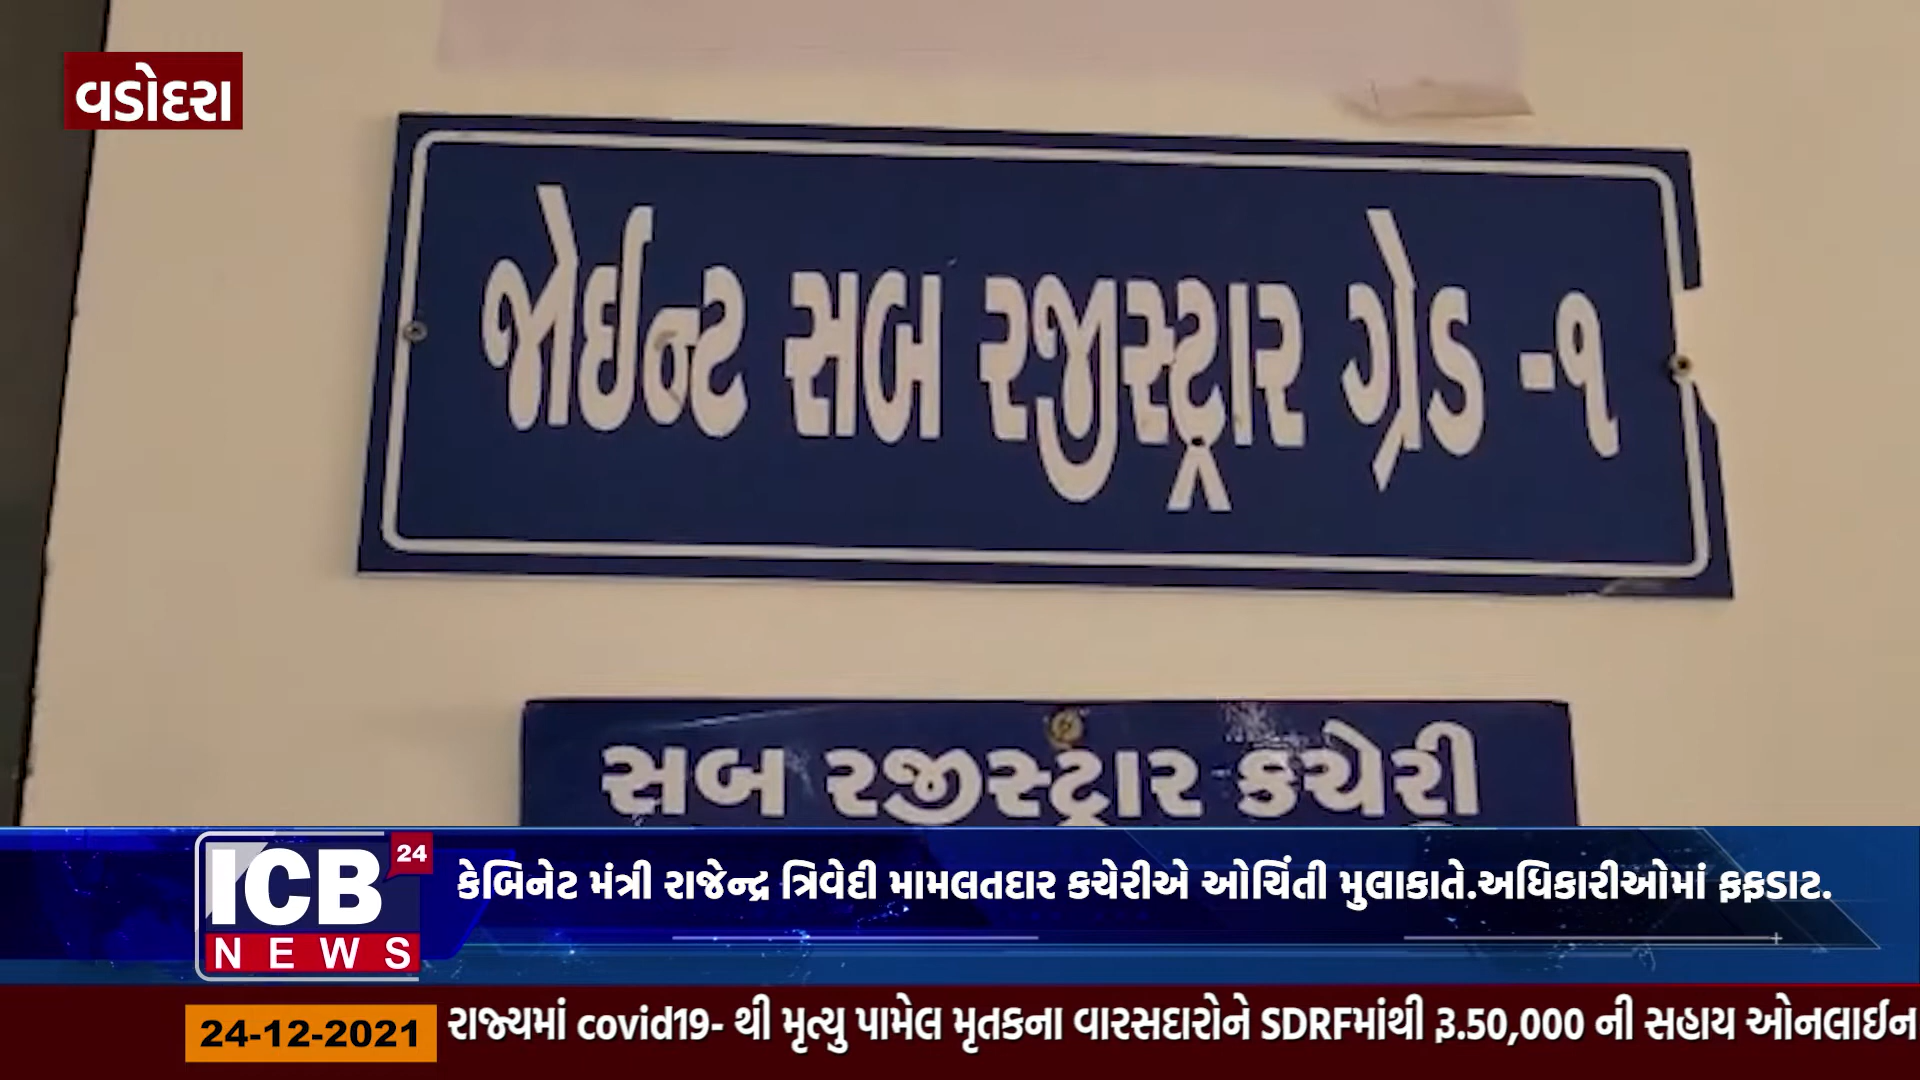 વડોદરા
જોઈન્ટ સબ રજીસ્ટ્રાર ગ્રેડ -૧
સબ રજીસ્ટ્રાર કચેરી
ICB 24
NEWS
કેબિનેટ મંત્રી રાજેન્દ્ર ત્રિવેદી મામલતદાર કચેરીએ ઓચિંતી મુલાકાતે.અધિકારીઓમાં ફફડાટ.
24-12-2021
રાજ્યમાં covid19- થી મૃત્યુ પામેલ મૃતકના વારસદારોને SDRFમાંથી રૂ.50,000 ની સહાય ઓનલાઈન